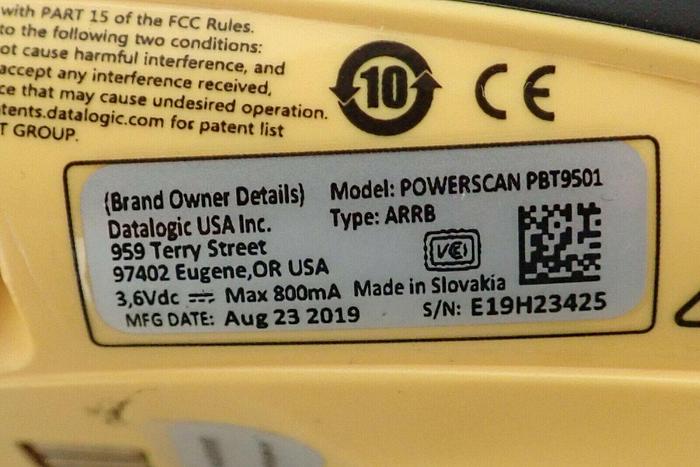 with PART 15 of the FCC Rules.
to the following two conditions:
ot cause harmful interference, and
accept any interference received,
ce that may cause undesired operation.
tents.datalogic.com for patent list
T GROUP.
10
CE
(Brand Owner Details)
Datalogic USA Inc.
959 Terry Street
97402 Eugene,OR USA
3,6Vdc ⎓ Max 800mA
MFG DATE: Aug 23 2019
Model: POWERSCAN PBT9501
Type: ARRB
VCI
Made in Slovakia
S/N: E19H23425